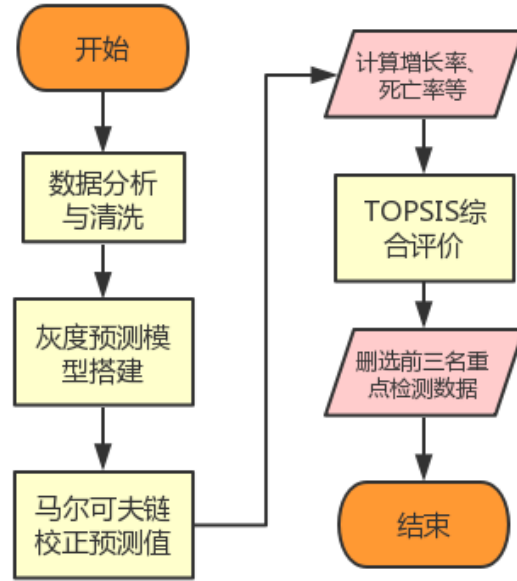 开始
数据分析
与清洗
灰度预测模
型搭建
马尔可夫链
校正预测值
计算增长率、
死亡率等
TOPSIS综
合评价
删选前三名重
点检测数据
结束